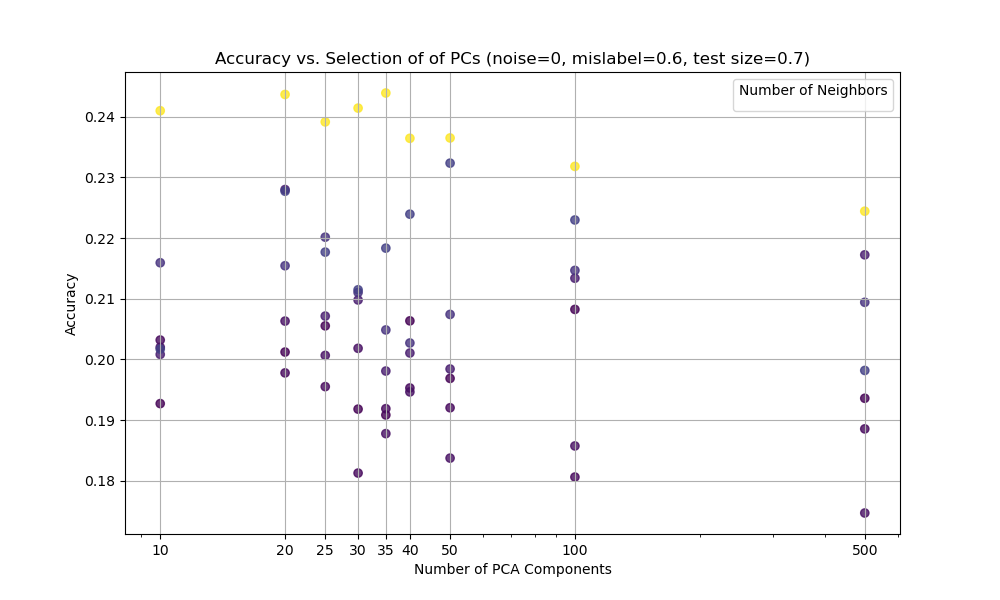 Accuracy vs. Selection of of PCs (noise=0, mislabel=0.6, test size=0.7)
Number of Neighbors
Accuracy
0.24
0.23
0.22
0.21
0.20
0.19
0.18
10 20 25 30 35 40 50 100 500
Number of PCA Components